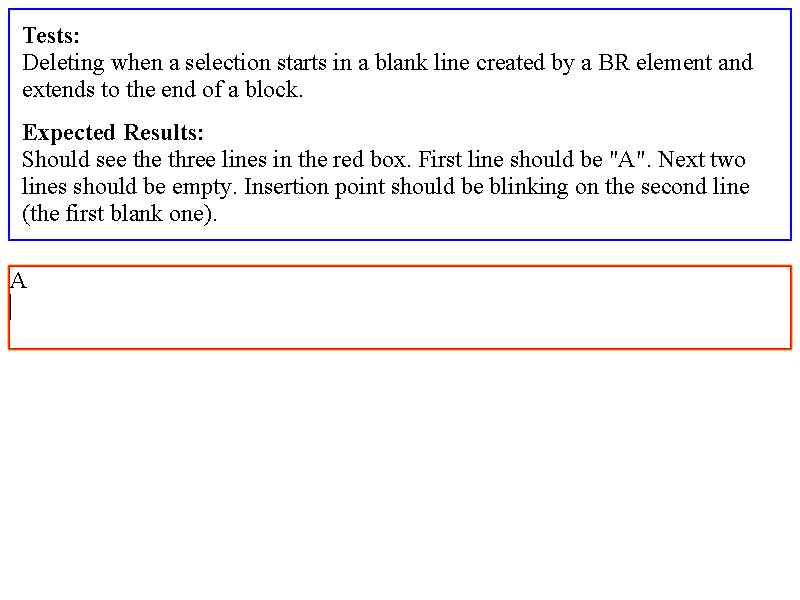 Tests:
Deleting when a selection starts in a blank line created by a BR element and
extends to the end of a block.
Expected Results:
Should see the three lines in the red box. First line should be "A". Next two
lines should be empty. Insertion point should be blinking on the second line
(the first blank one).
A